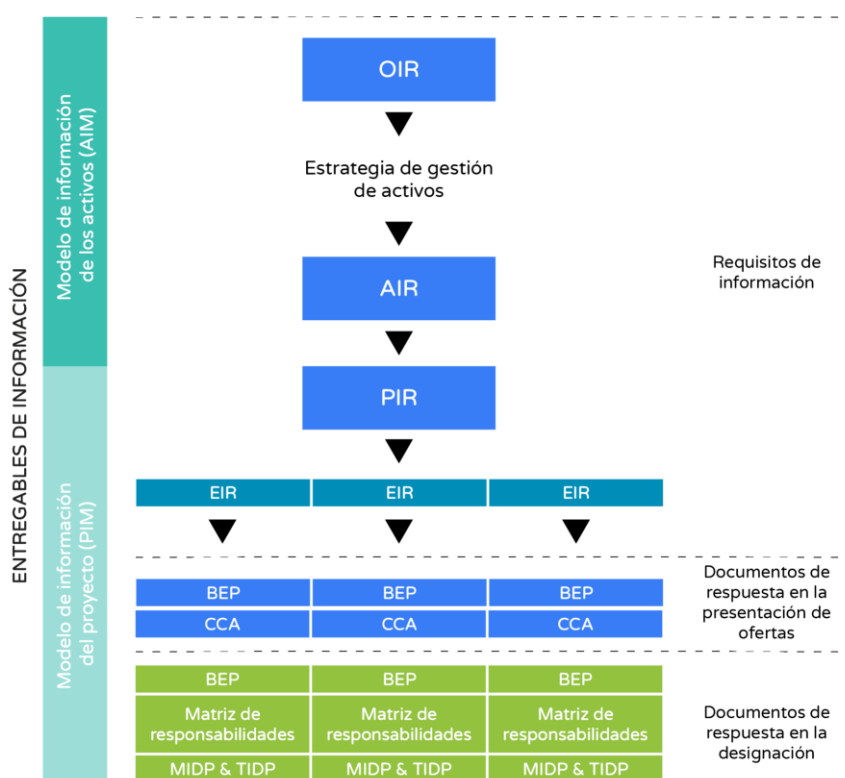 ENTREGABLES DE INFORMACIÓN
Modelo de información
de los activos (AIM)
Modelo de información
del proyecto (PIM)
OIR
Estrategia de gestión
de activos
AIR
PIR
EIR EIR EIR
Requisitos de
información
BEP BEP BEP
CCA CCA CCA
Documentos de
respuesta en la
presentación de
ofertas
BEP BEP BEP
Matriz de Matriz de Matriz de
responsabilidades responsabilidades responsabilidades
MIDP & TIDP MIDP & TIDP MIDP & TIDP
Documentos de
respuesta en la
designación